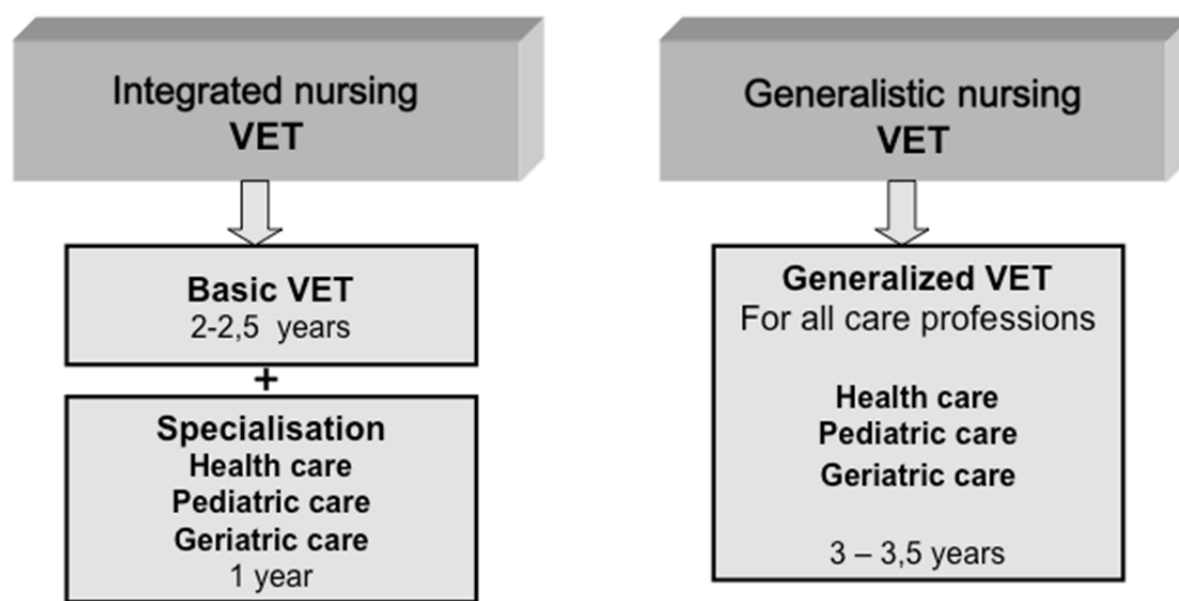 Integrated nursing
VET
Basic VET
2-2,5 years
+
Specialisation
Health care
Pediatric care
Geriatric care
1 year
Generalistic nursing
VET
Generalized VET
For all care professions
Health care
Pediatric care
Geriatric care
3 – 3,5 years